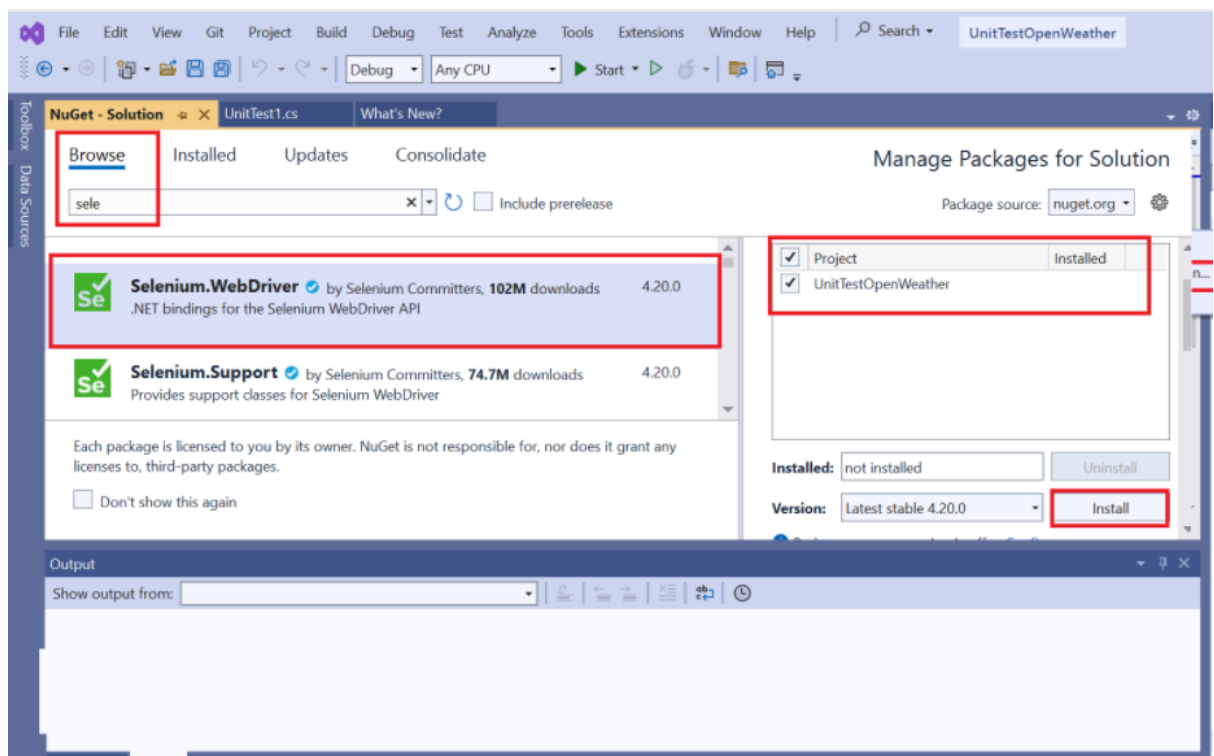 File Edit View Git Project Build Debug Test Analyze Tools Extensions Window Help Search UnitTestOpenWeather
Debug Any CPU Start
Toolbox
Data Sources
NuGet - Solution UnitTest1.cs What's New?
Browse Installed Updates Consolidate Manage Packages for Solution
sele Include prerelease Package source: nuget.org
Se Selenium.WebDriver by Selenium Committers, 102M downloads 4.20.0
.NET bindings for the Selenium WebDriver API
Se Selenium.Support by Selenium Committers, 74.7M downloads 4.20.0
Provides support classes for Selenium WebDriver
Each package is licensed to you by its owner. NuGet is not responsible for, nor does it grant any
licenses to, third-party packages.
Don't show this again
Project Installed
UnitTestOpenWeather
n...
Installed: not installed Uninstall
Version: Latest stable 4.20.0 Install
Output
Show output from: